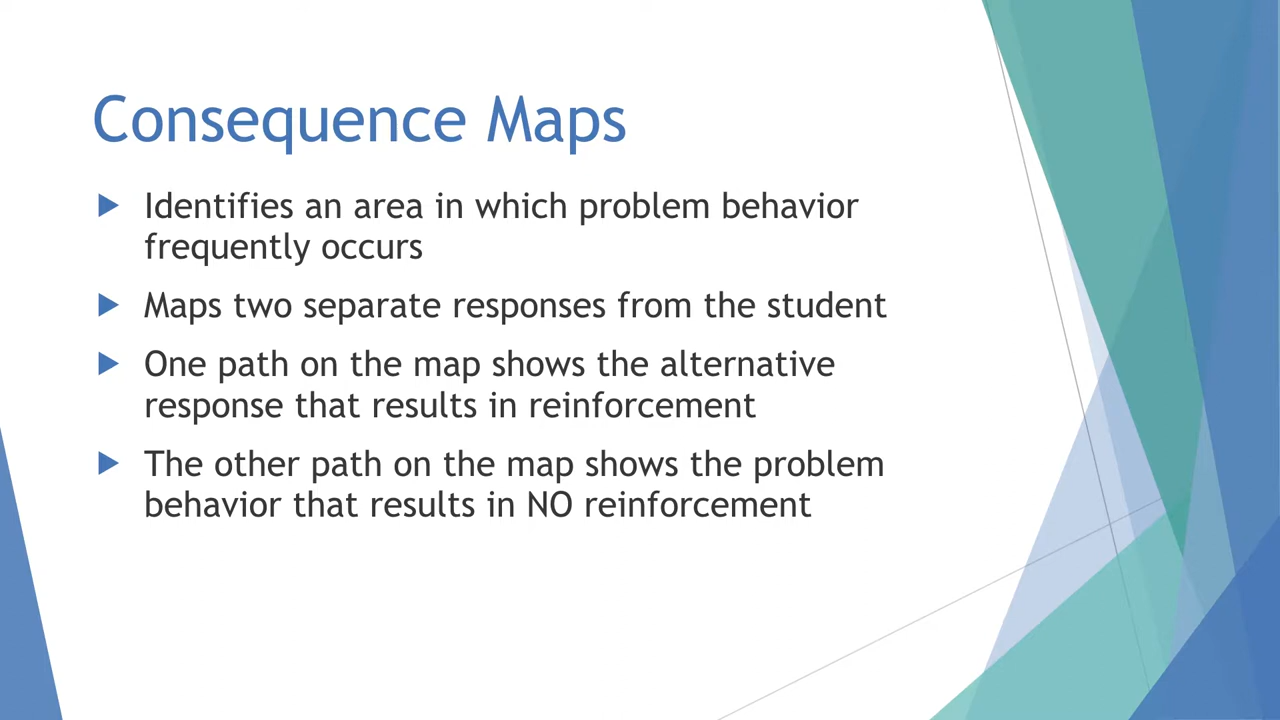 Consequence Maps
Identifies an area in which problem behavior
frequently occurs
Maps two separate responses from the student
One path on the map shows the alternative
response that results in reinforcement
The other path on the map shows the problem
behavior that results in NO reinforcement